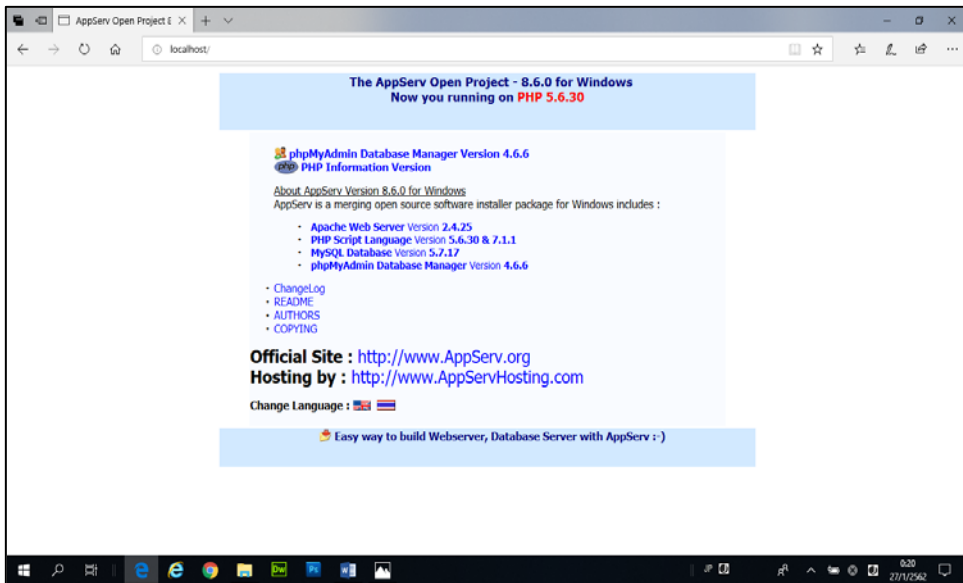 AppServ Open Project
localhost/
The AppServ Open Project - 8.6.0 for Windows
Now you running on PHP 5.6.30
phpMyAdmin Database Manager Version 4.6.6
php PHP Information Version
About AppServ Version 8.6.0 for Windows
AppServ is a merging open source software installer package for Windows includes :
· Apache Web Server Version 2.4.25
· PHP Script Language Version 5.6.30 & 7.1.1
· MySQL Database Version 5.7.17
· phpMyAdmin Database Manager Version 4.6.6
· ChangeLog
· README
· AUTHORS
· COPYING
Official Site : http://www.AppServ.org
Hosting by : http://www.AppServHosting.com
Change Language :
Easy way to build Webserver, Database Server with AppServ :-)
Dw
Ps
JP
0:20
27/1/2562